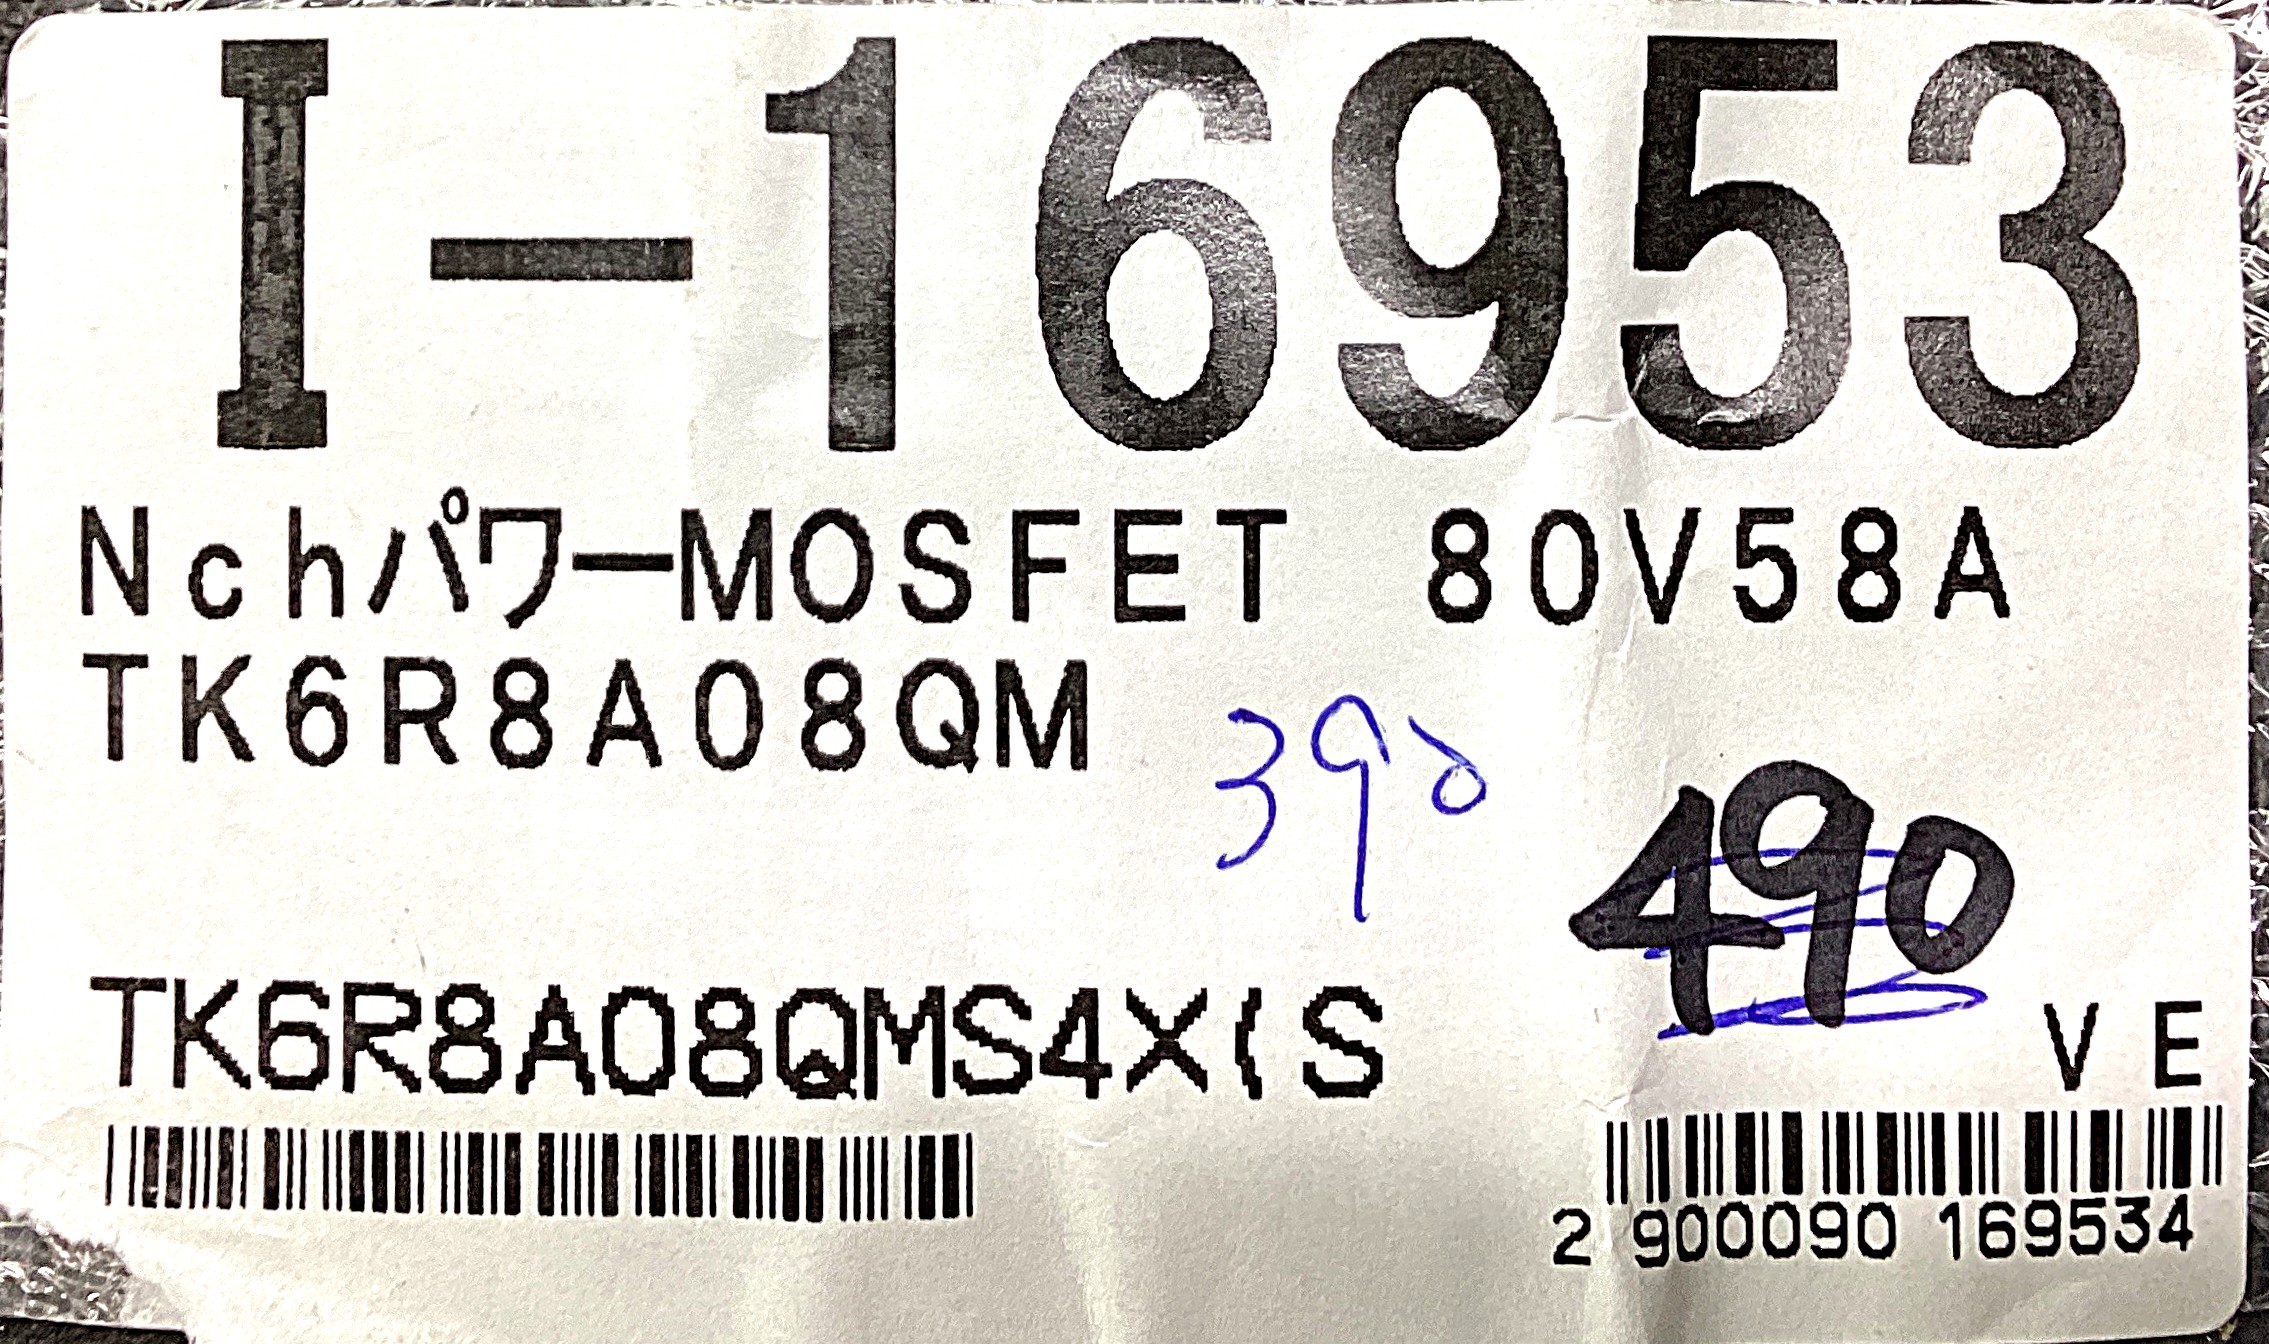 I-16953
NchパワーMOSFET 80V58A
TK6R8A08QM
390
490
TK6R8A08QMS4X(S
VE
2 900090 169534